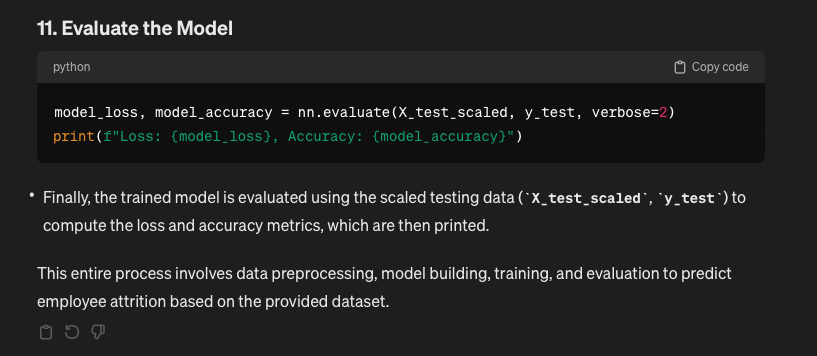 11. Evaluate the Model
python Copy code
model_loss, model_accuracy = nn.evaluate(X_test_scaled, y_test, verbose=2)
print(f"Loss: {model_loss}, Accuracy: {model_accuracy}")
• Finally, the trained model is evaluated using the scaled testing data (`X_test_scaled`, `y_test`) to
compute the loss and accuracy metrics, which are then printed.
This entire process involves data preprocessing, model building, training, and evaluation to predict
employee attrition based on the provided dataset.